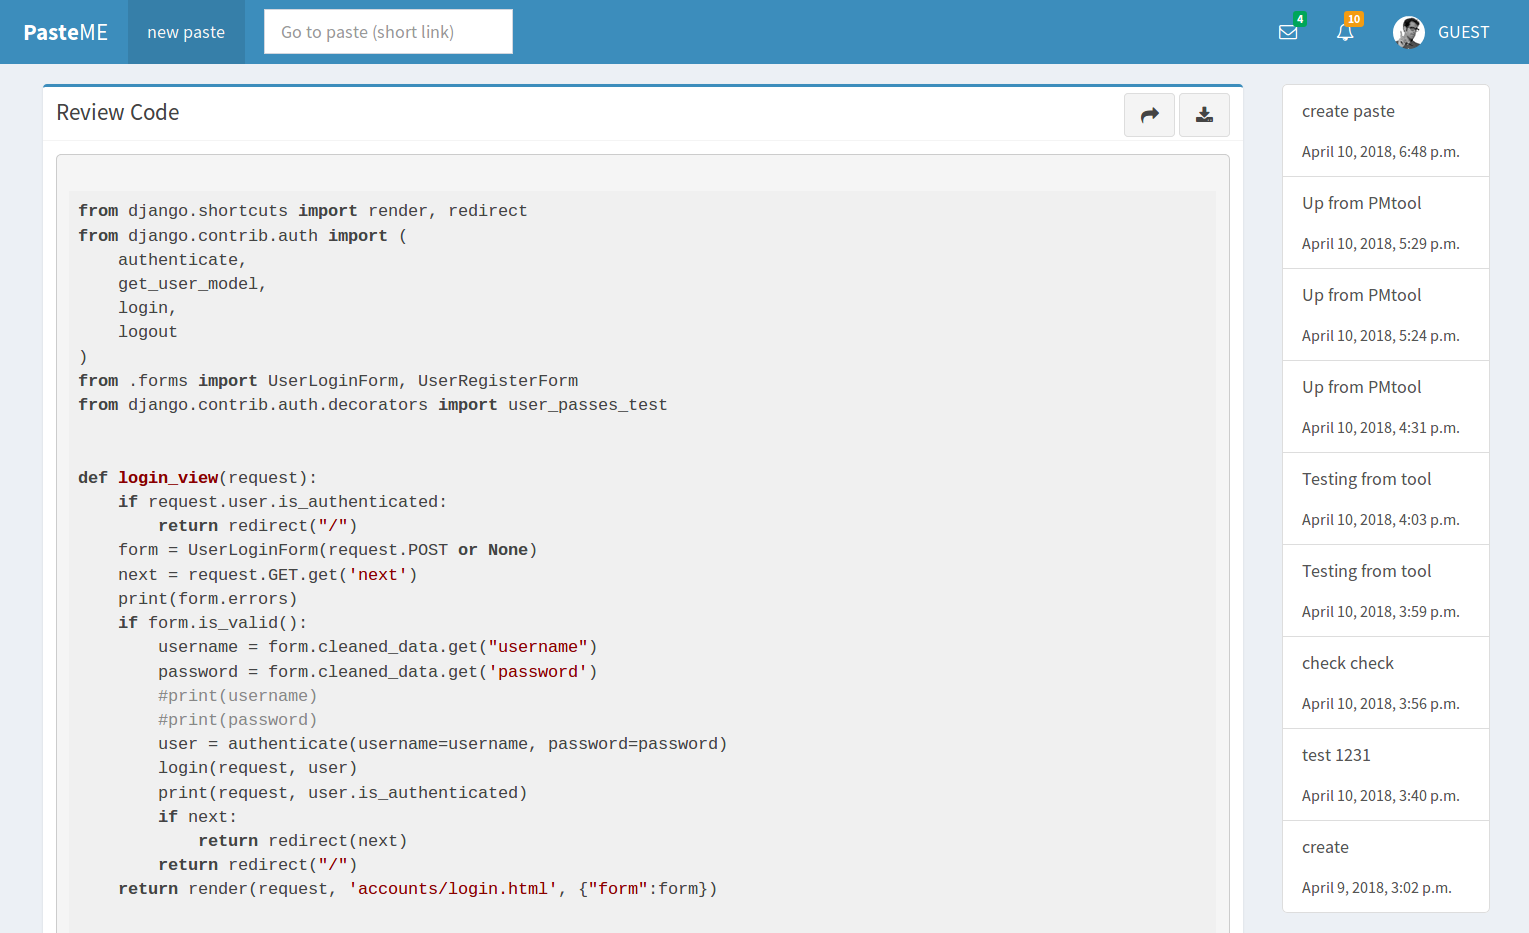 PasteME new paste Go to paste (short link) 4 10 GUEST
Review Code
from django.shortcuts import render, redirect
from django.contrib.auth import (
    authenticate,
    get_user_model,
    login,
    logout
)
from .forms import UserLoginForm, UserRegisterForm
from django.contrib.auth.decorators import user_passes_test
def login_view(request):
    if request.user.is_authenticated:
        return redirect("/")
    form = UserLoginForm(request.POST or None)
    next = request.GET.get('next')
    print(form.errors)
    if form.is_valid():
        username = form.cleaned_data.get("username")
        password = form.cleaned_data.get('password')
        #print(username)
        #print(password)
        user = authenticate(username=username, password=password)
        login(request, user)
        print(request, user.is_authenticated)
        if next:
            return redirect(next)
        return redirect("/")
    return render(request, 'accounts/login.html', {"form":form})
create paste
April 10, 2018, 6:48 p.m.
Up from PMtool
April 10, 2018, 5:29 p.m.
Up from PMtool
April 10, 2018, 5:24 p.m.
Up from PMtool
April 10, 2018, 4:31 p.m.
Testing from tool
April 10, 2018, 4:03 p.m.
Testing from tool
April 10, 2018, 3:59 p.m.
check check
April 10, 2018, 3:56 p.m.
test 1231
April 10, 2018, 3:40 p.m.
create
April 9, 2018, 3:02 p.m.